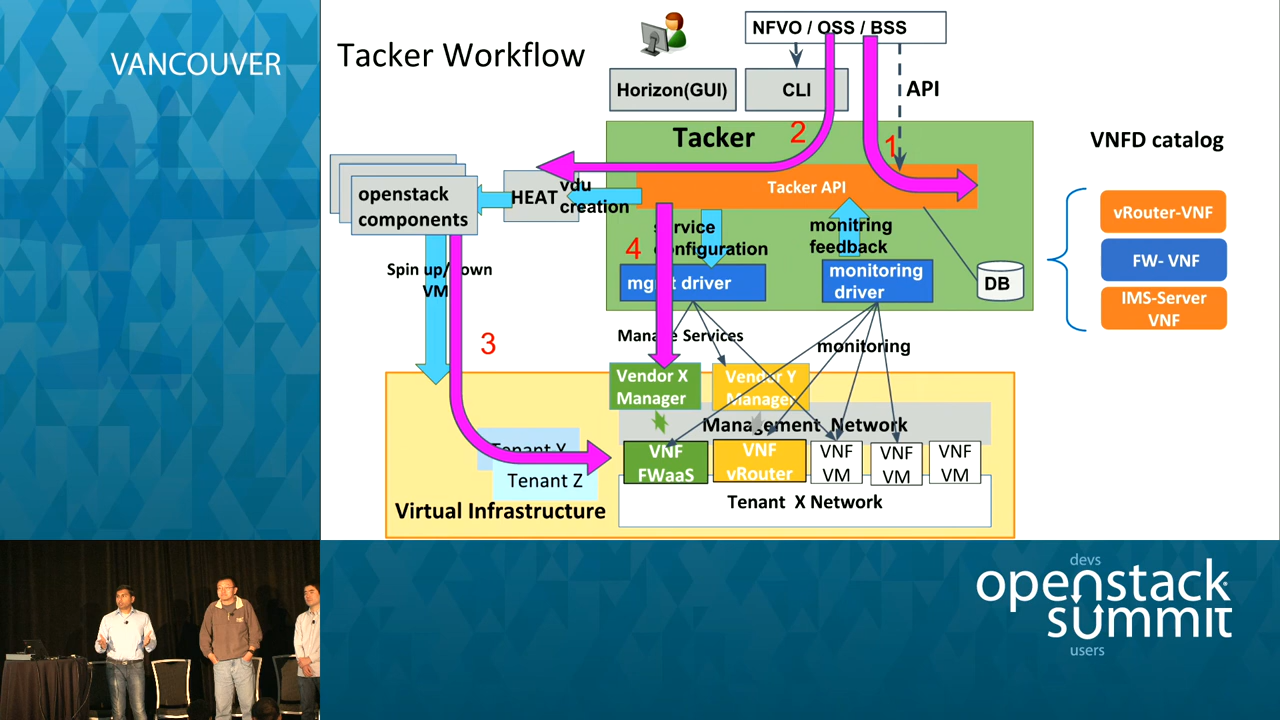 VANCOUVER
Tacker Workflow
NFVO / OSS / BSS
Horizon(GUI)
CLI
API
Tacker
2
1
VNFD catalog
Tacker API
openstack
components
HEAT
vdu
creation
vRouter-VNF
FW- VNF
IMS-Server
VNF
4
monitring
feedback
mgmt driver
monitoring
driver
DB
Spin up/down
VM
3
Manage Services
monitoring
Vendor X
Manager
Vendor Y
Manager
Management Network
Tenant Y
Tenant Z
VNF
FWaaS
VNF
vRouter
VNF
VM
VNF
VM
VNF
VM
Tenant X Network
Virtual Infrastructure
service
configuration
devs
openstack
summit
users